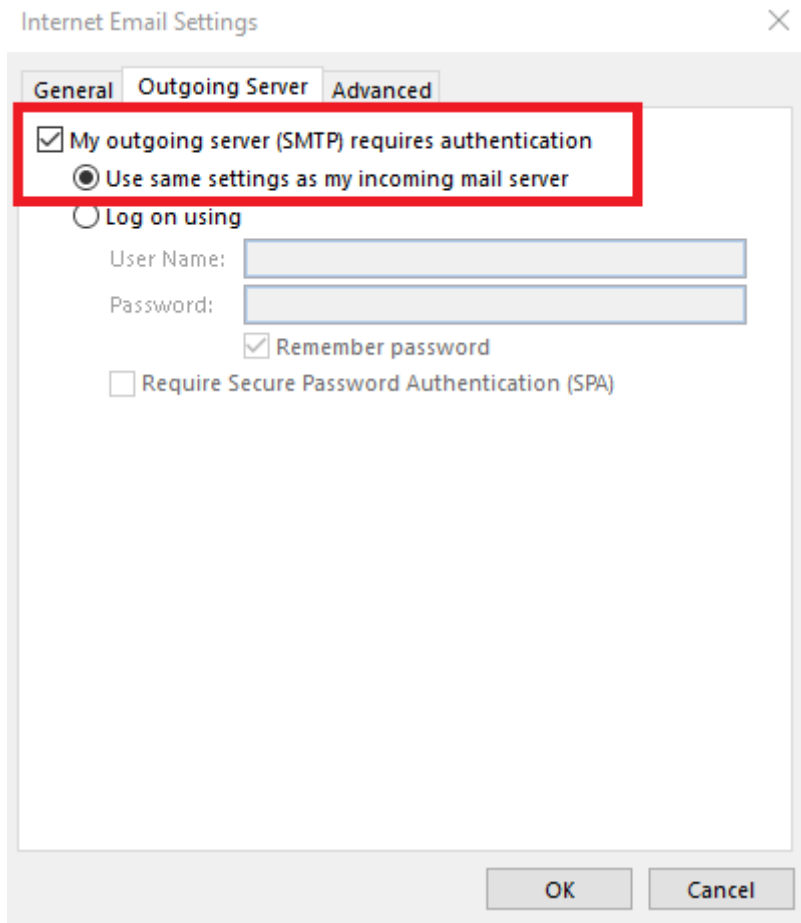 Internet Email Settings
General Outgoing Server Advanced
My outgoing server (SMTP) requires authentication
Use same settings as my incoming mail server
Log on using
User Name:
Password:
Remember password
Require Secure Password Authentication (SPA)
OK Cancel